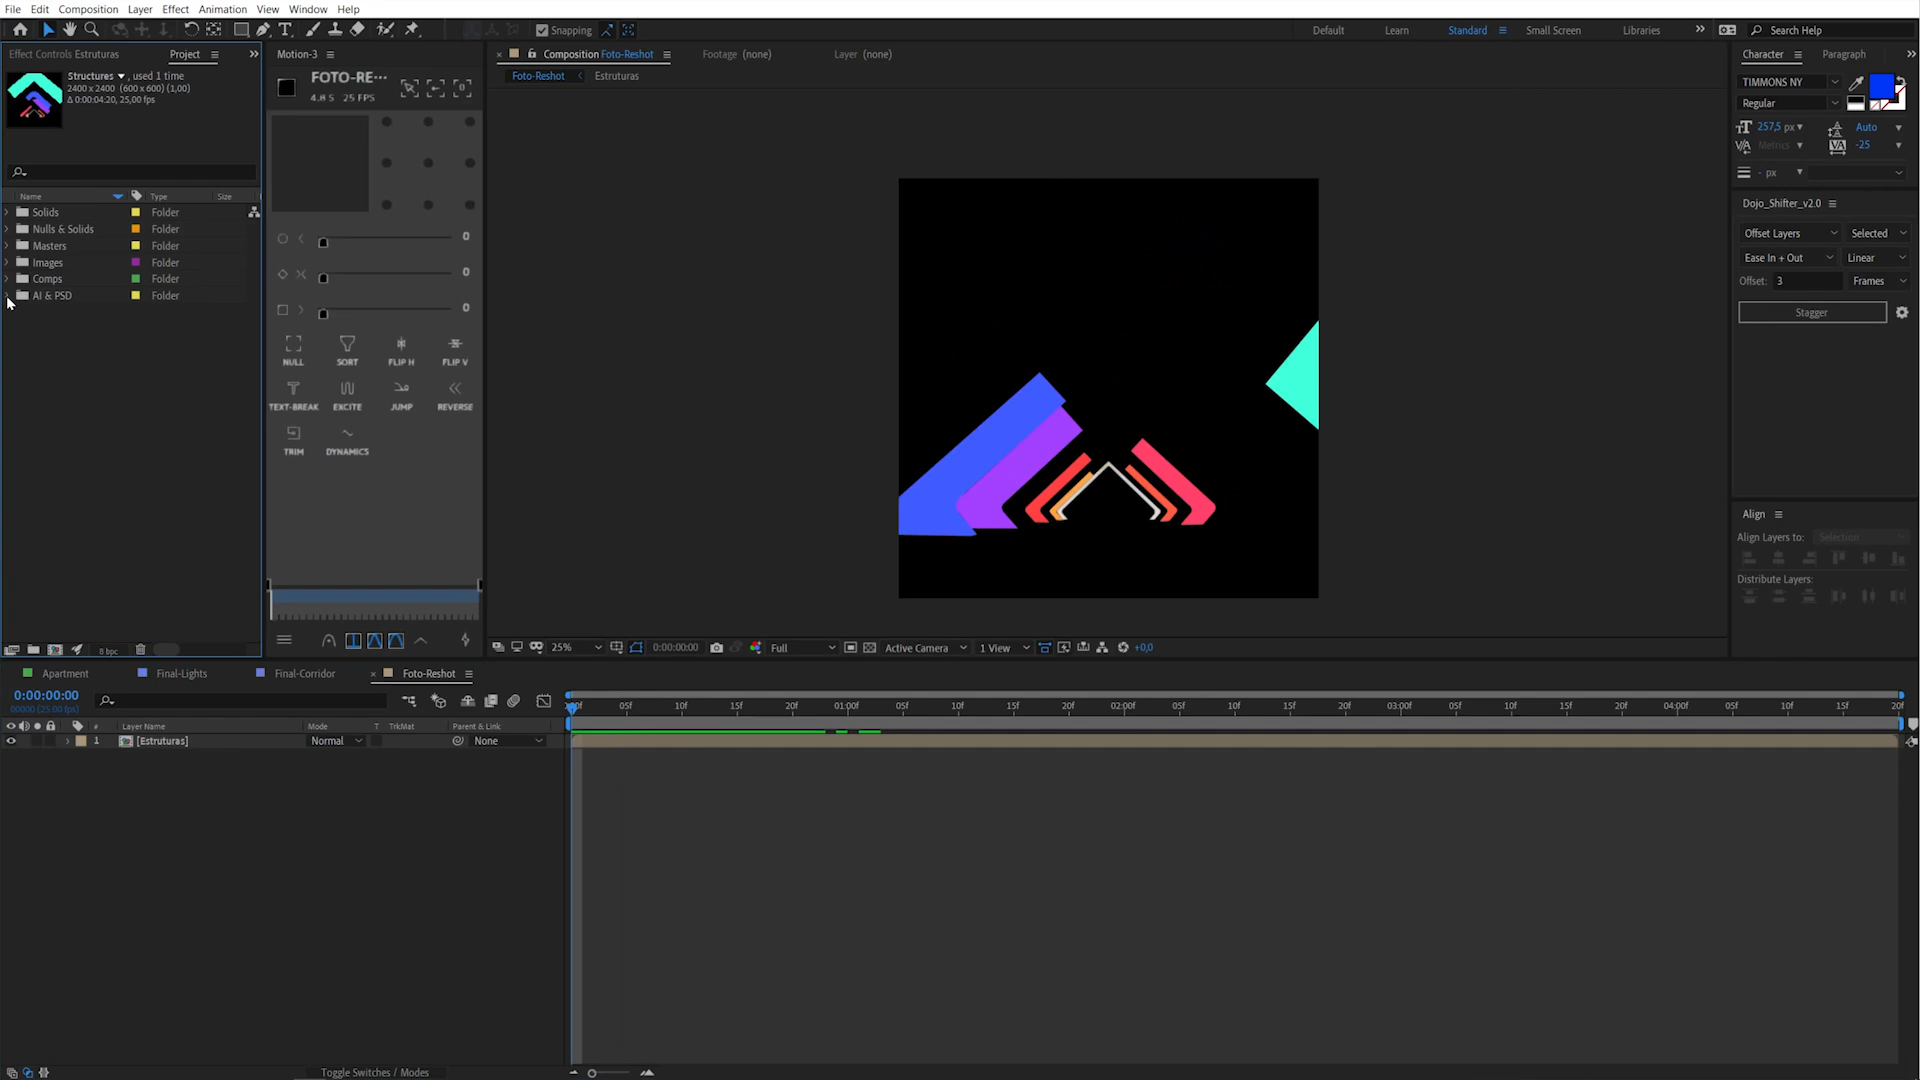 File Edit Composition Layer Effect Animation View Window Help
Snapping
Default Learn Standard Small Screen Libraries
Search Help
Effect Controls Estruturas Project
Structures ▾, used 1 time
2400 x 2400 (600 x 600) (1,00)
Δ 0:00:04:20, 25,00 fps
Name Type Size
Solids Folder
Nulls & Solids Folder
Masters Folder
Images Folder
Comps Folder
AI & PSD Folder
8 bpc
Motion-3
FOTO-RE···
4.8 S 25 FPS
0
0
0
NULL SORT FLIP H FLIP V
TEXT-BREAK EXCITE JUMP REVERSE
TRIM DYNAMICS
Composition Foto-Reshot
Footage (none)
Layer (none)
Foto-Reshot
Estruturas
25% 0:00:00:00 Full Active Camera 1 View +0,0
Character Paragraph
TIMMONS NY
Regular
257,5 px Auto
Metrics -25
- px
Dojo_Shifter_v2.0
Offset Layers Selected
Ease In + Out Linear
Offset: 3 Frames
Stagger
Align
Align Layers to: Selection
Distribute Layers:
Apartment Final-Lights Final-Corridor Foto-Reshot
0:00:00:00
00000 (25.00 fps)
05f 10f 15f 20f 01:00f 05f 10f 15f 20f 02:00f 05f 10f 15f 20f 03:00f 05f 10f 15f 20f 04:00f 05f 10f 15f 20f
# Layer Name Mode T TrkMat Parent & Link
1 [Estruturas] Normal None
Toggle Switches / Modes